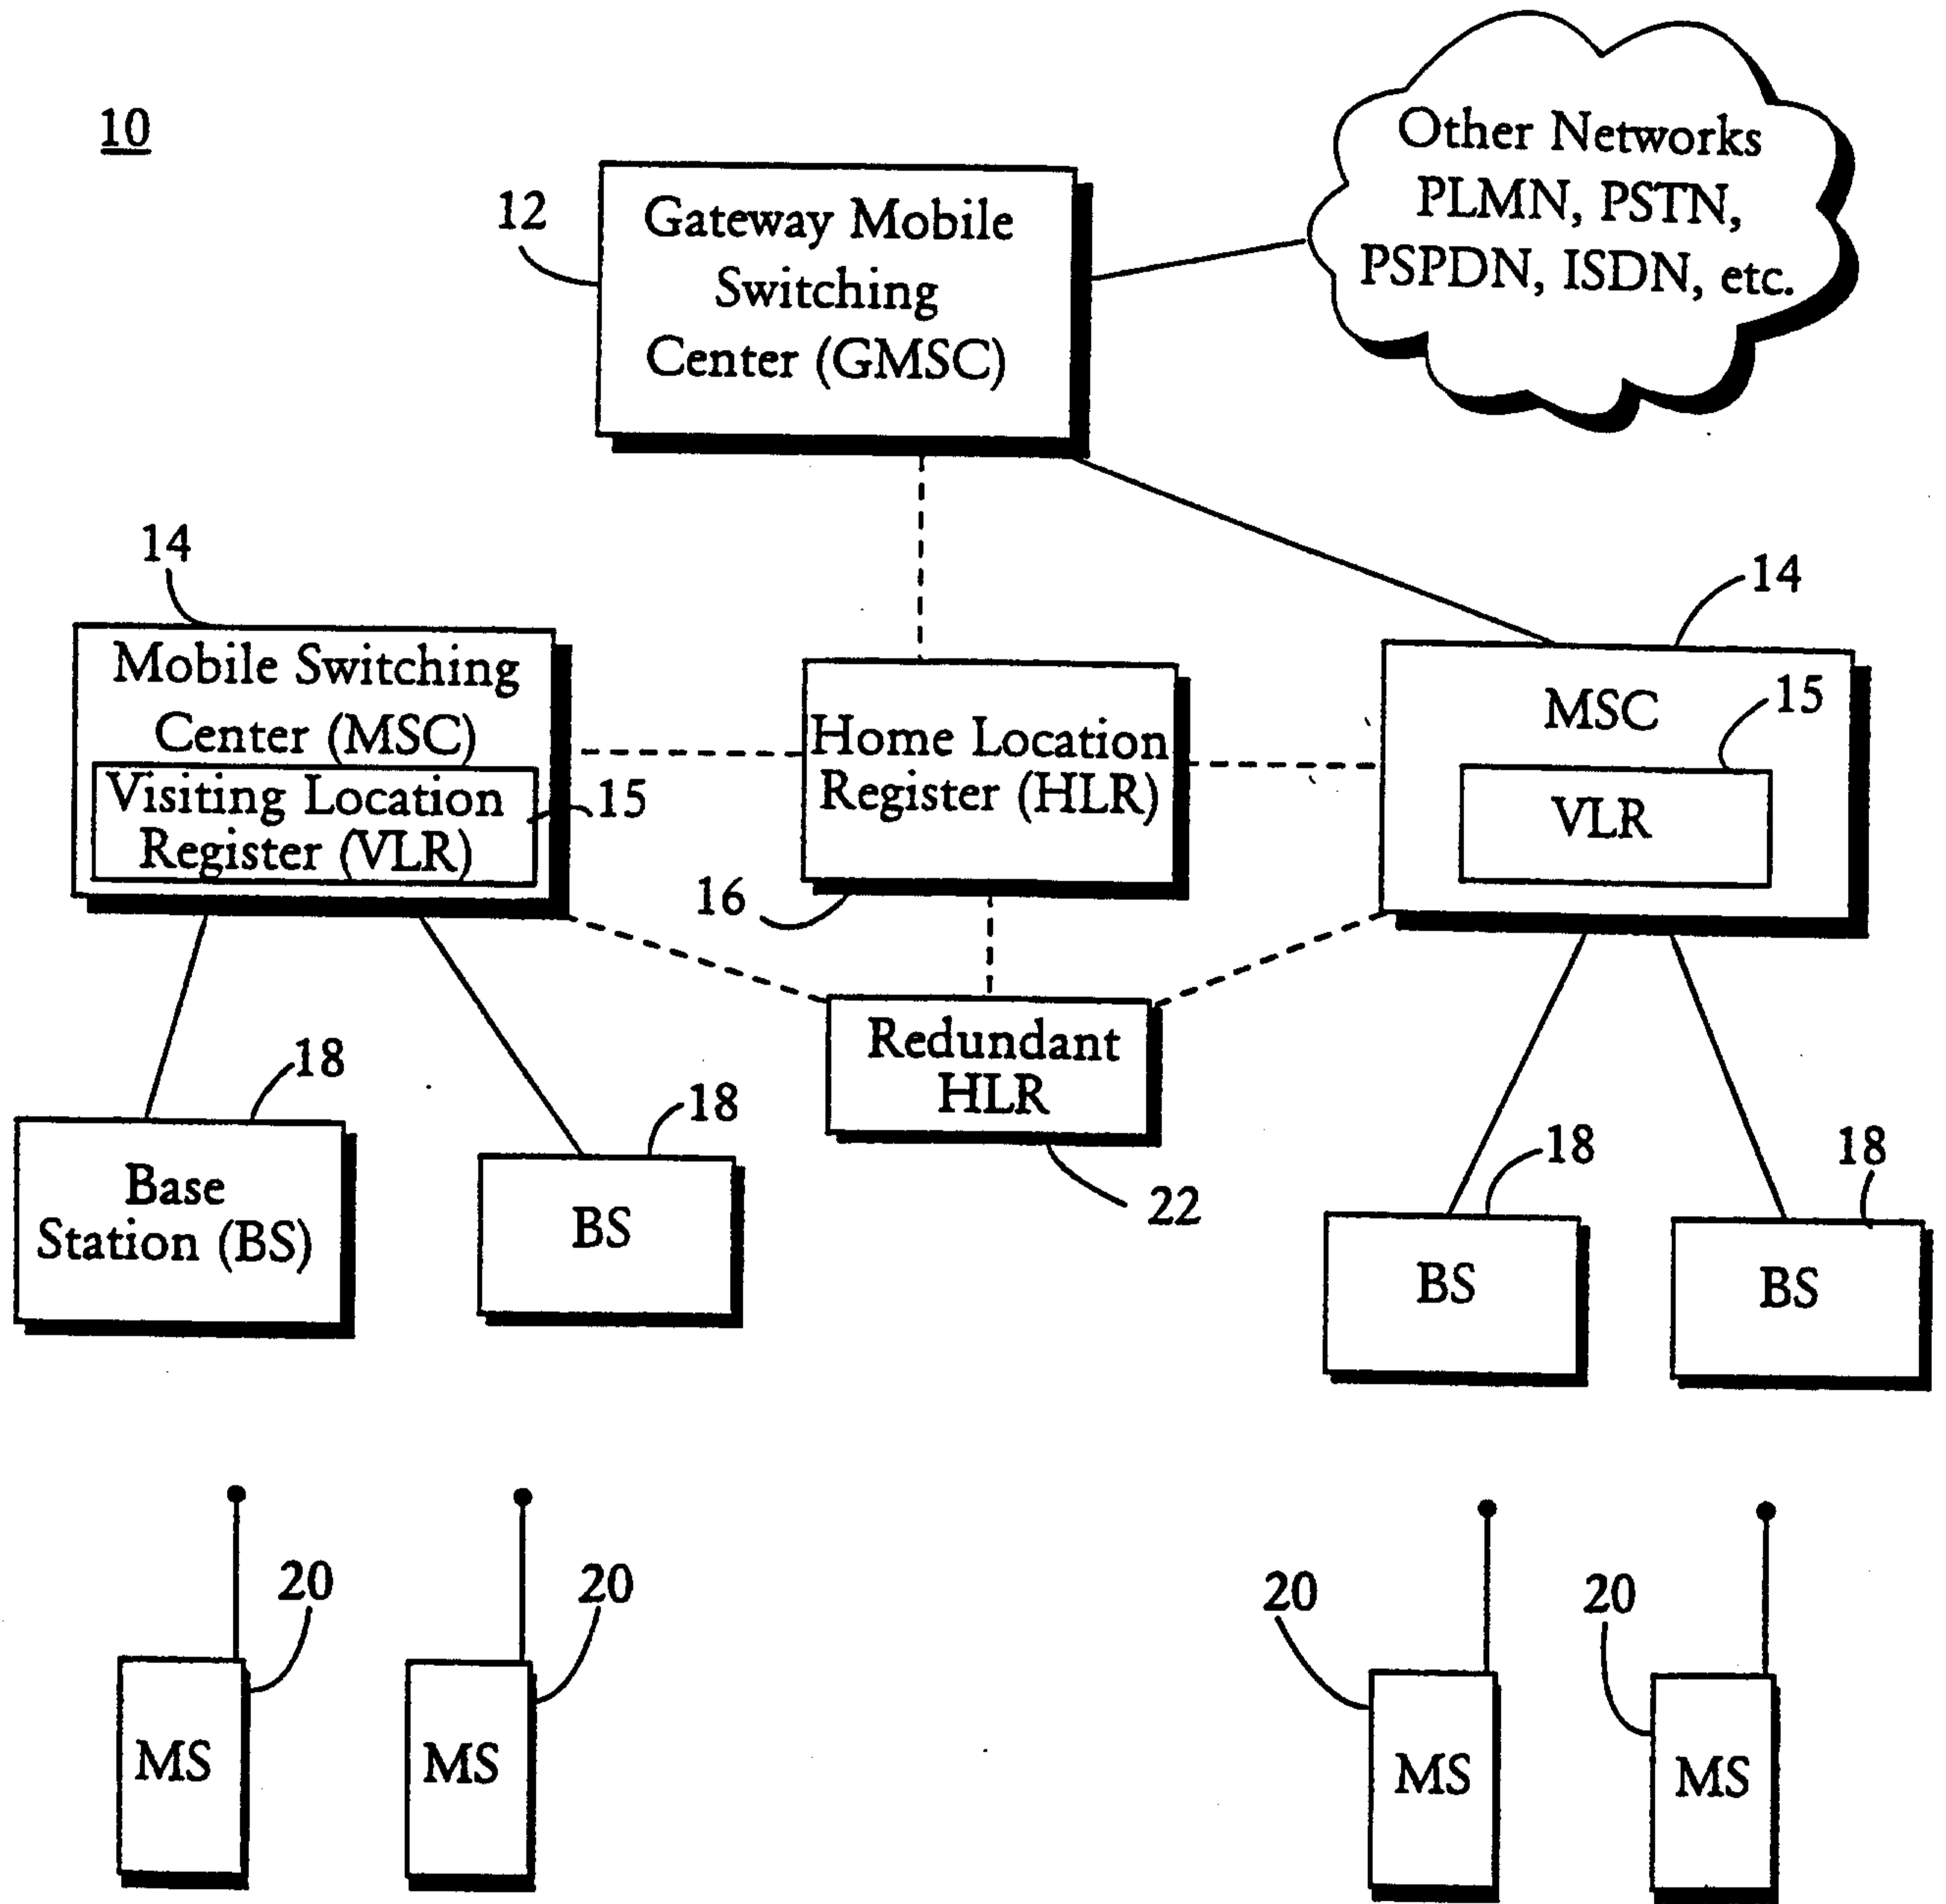 10
Other Networks
PLMN, PSTN,
PSPDN, ISDN, etc.
12
Gateway Mobile
Switching
Center (GMSC)
14
14
Mobile Switching
Center (MSC)
Visiting Location
Register (VLR)
15
Home Location
Register (HLR)
16
MSC
15
VLR
Redundant
HLR
22
18
Base
Station (BS)
18
BS
18
BS
18
BS
20
MS
20
MS
20
MS
20
MS